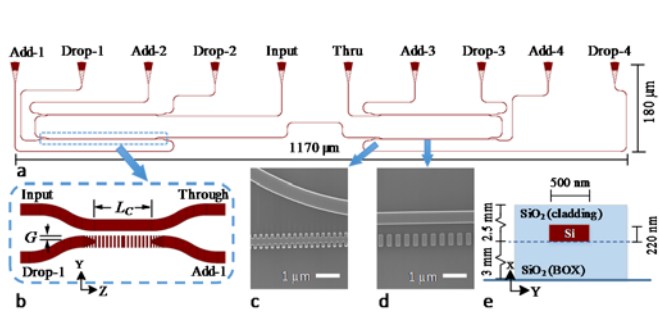 Add-1 Drop-1 Add-2 Drop-2 Input Thru Add-3 Drop-3 Add-4 Drop-4
180 μm
1170 μm
a
Input Through
L_C
G
Drop-1 Add-1
Y
Z
b
1 μm
c
1 μm
d
500 nm
SiO2 (cladding)
Si
220 nm
2.5 mm
3 mm
X
SiO2 (BOX)
Y
e